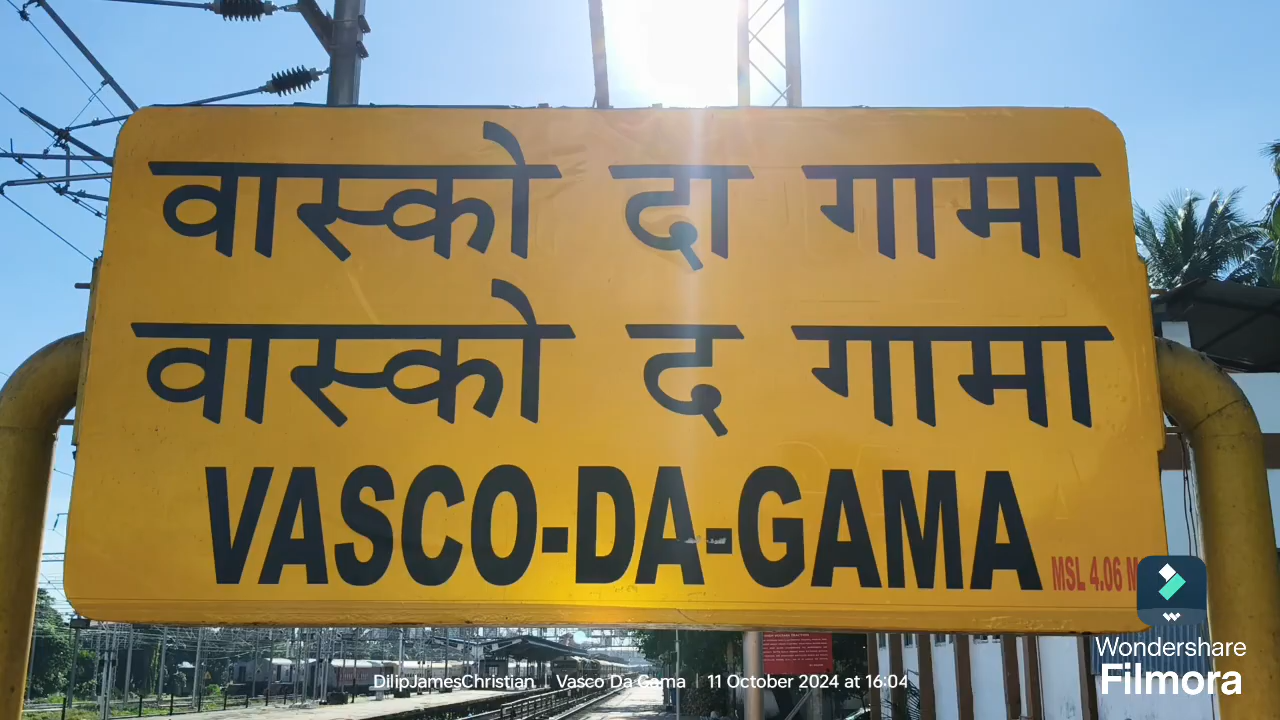 वास्को दा गामा
वास्को द गामा
VASCO-DA-GAMA
MSL 4.06
DilipJamesChristian | Vasco Da Gama | 11 October 2024 at 16:04
Wondershare
Filmora